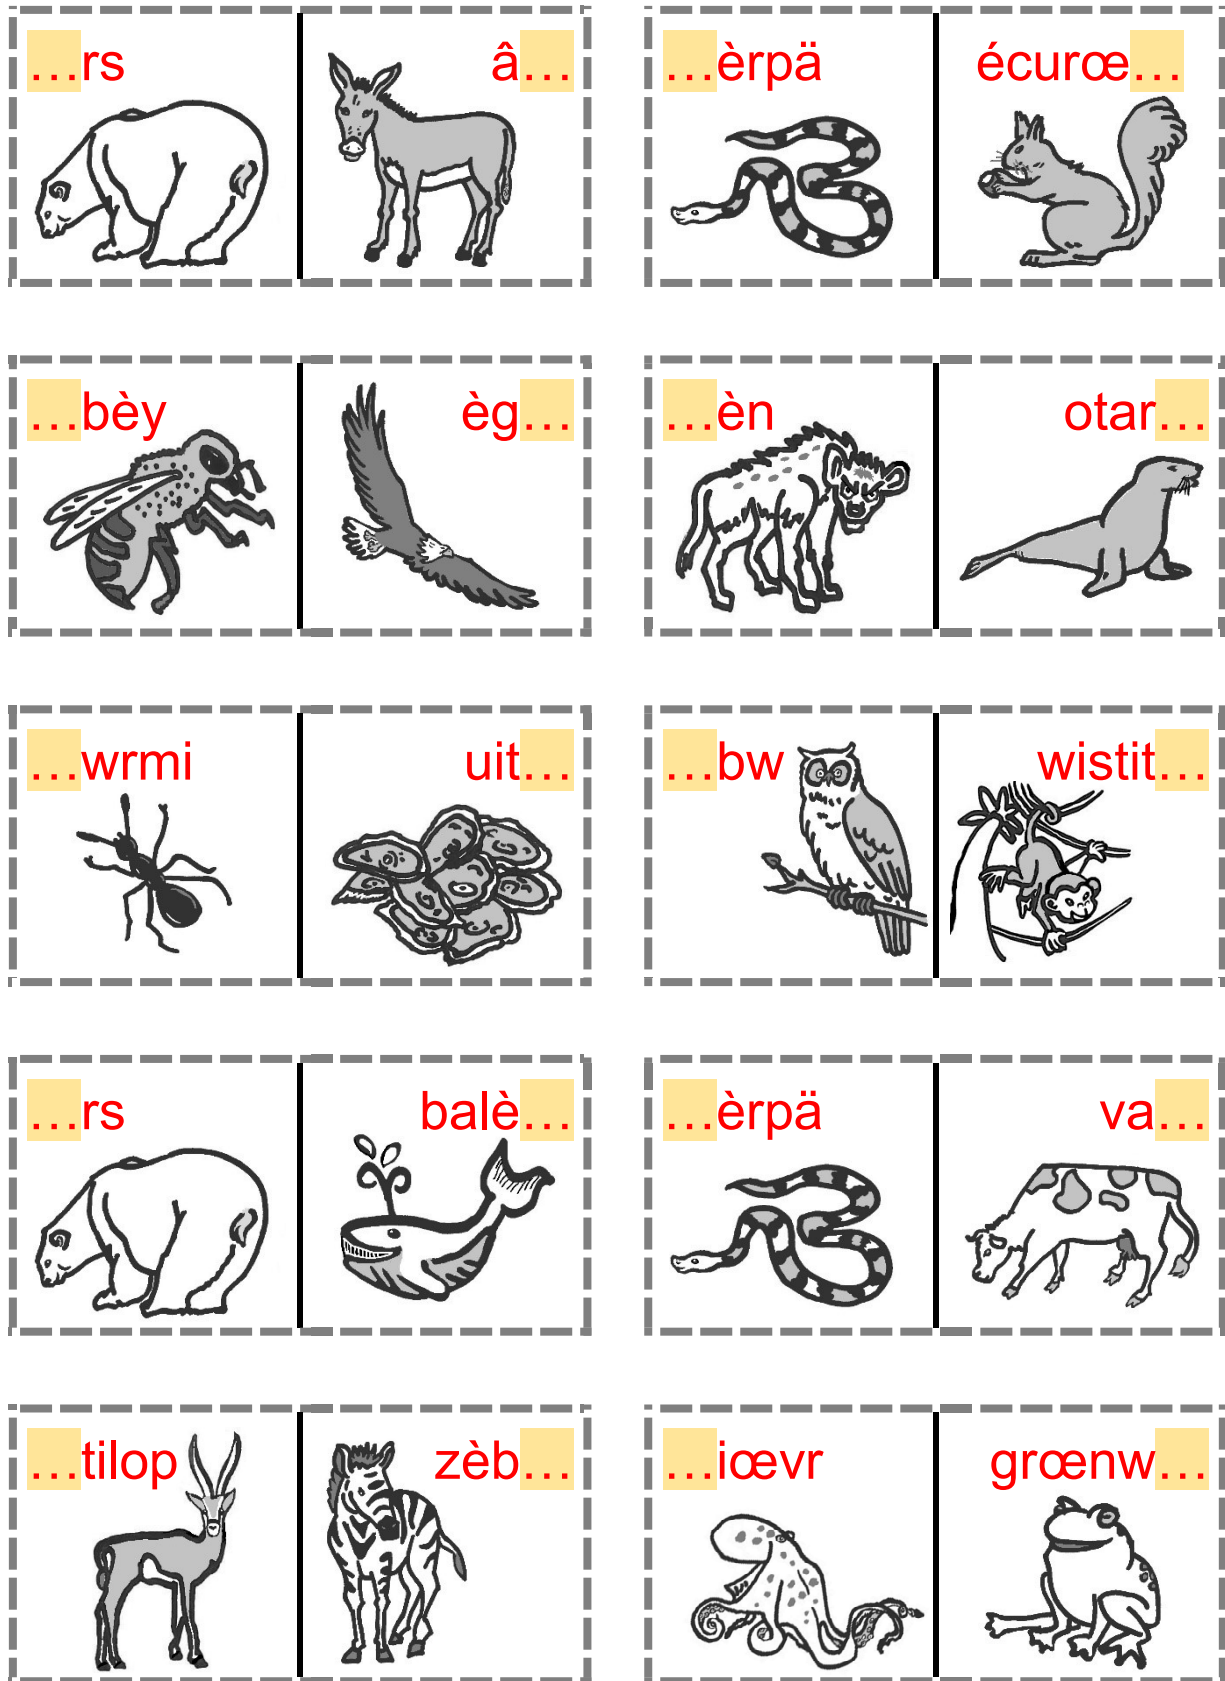 …rs
â…
…èrpä
écurœ…
…bèy
èg…
…èn
otar…
…wrmi
uit…
…bw
wistit…
…rs
balè…
…èrpä
va…
…tilop
zèb…
…iœvr
grœnw…